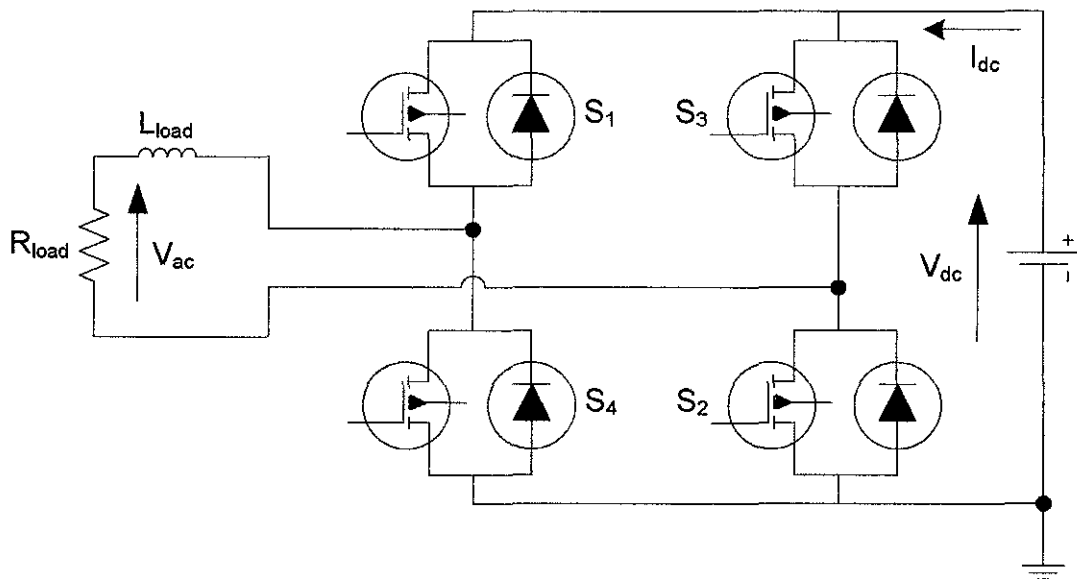 I_dc
S_1
S_3
L_load
R_load
V_ac
V_dc
+
S_4
S_2